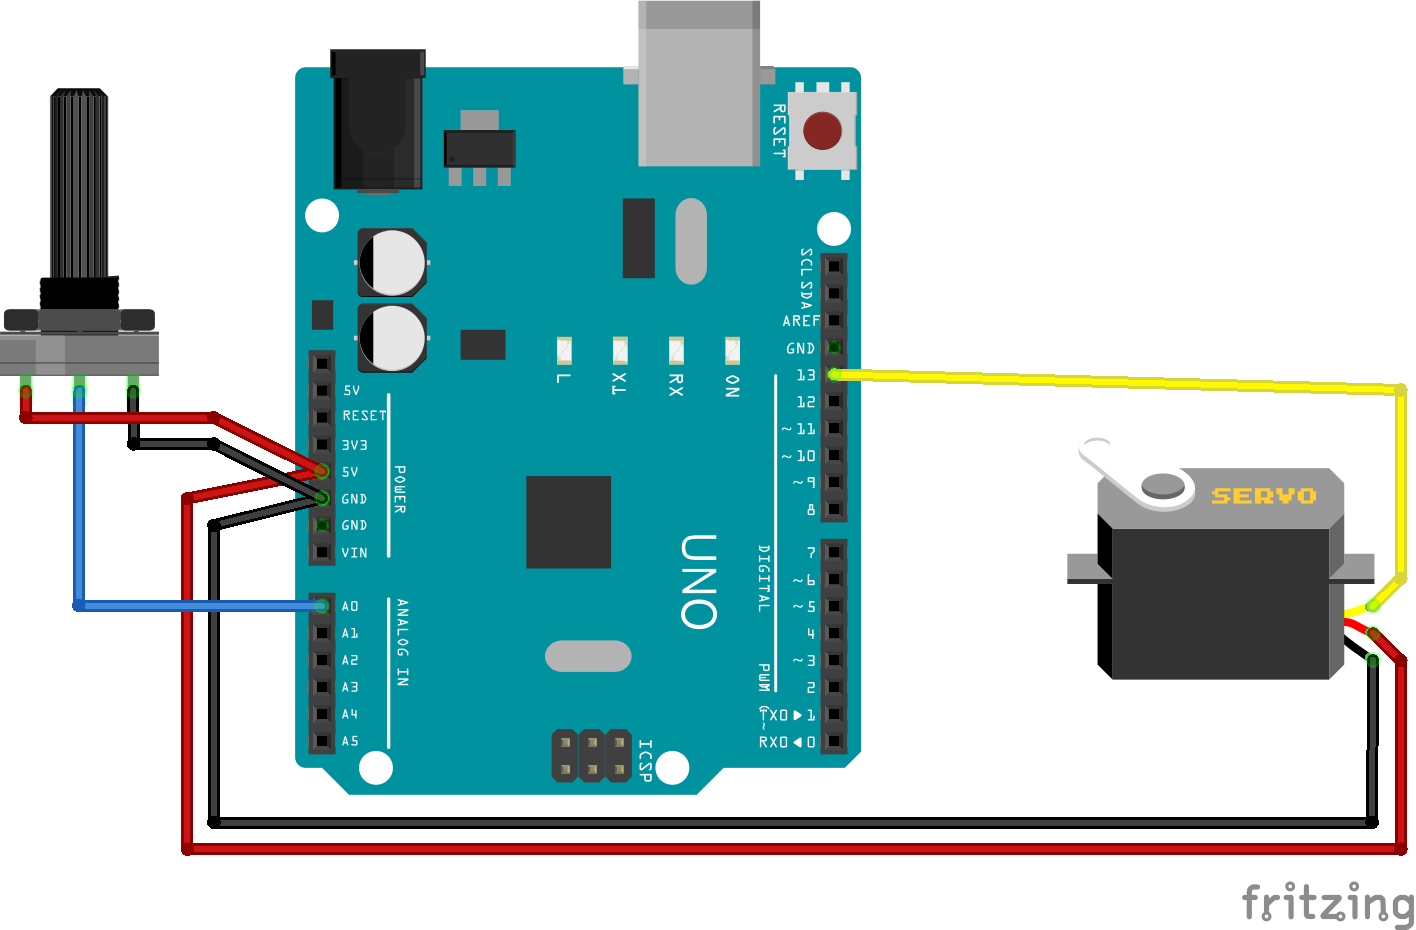 RESET
SCL
SDA
AREF
GND
13
12
~11
~10
~9
8
7
~6
~5
4
~3
2
TX0▶1
RX0◀0
DIGITAL
PWM
(~)
L
TX
RX
ON
5V
RESET
3V3
5V
GND
GND
VIN
POWER
A0
A1
A2
A3
A4
A5
ANALOG IN
UNO
ICSP
SERVO
fritzing